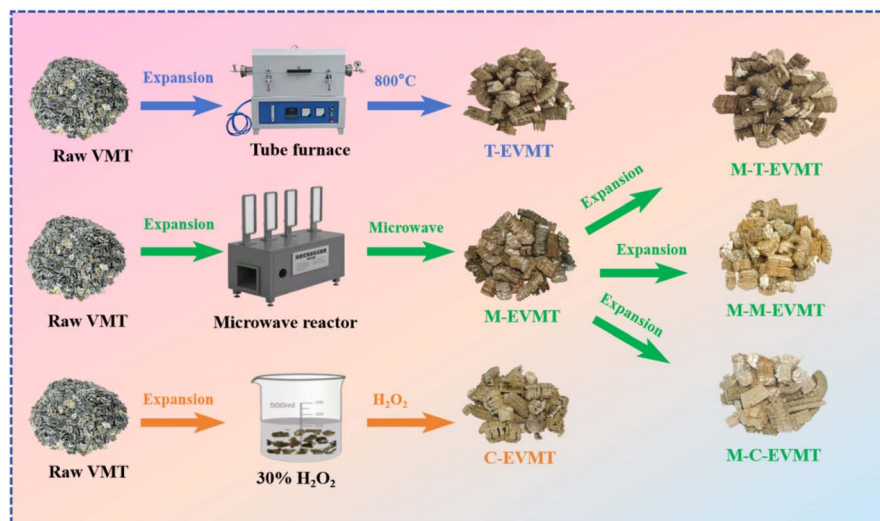 Expansion
800°C
Raw VMT
Tube furnace
T-EVMT
M-T-EVMT
Expansion
Microwave
Expansion
Expansion
Raw VMT
Microwave reactor
M-EVMT
M-M-EVMT
Expansion
Expansion
500ml
H₂O₂
Raw VMT
30% H₂O₂
C-EVMT
M-C-EVMT